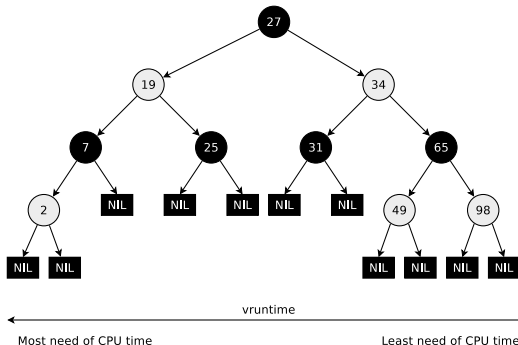 27
19
34
7
25
31
65
NIL
NIL
NIL
NIL
NIL
2
49
98
NIL
NIL
NIL
NIL
NIL
NIL
vruntime
Most need of CPU time
Least need of CPU time